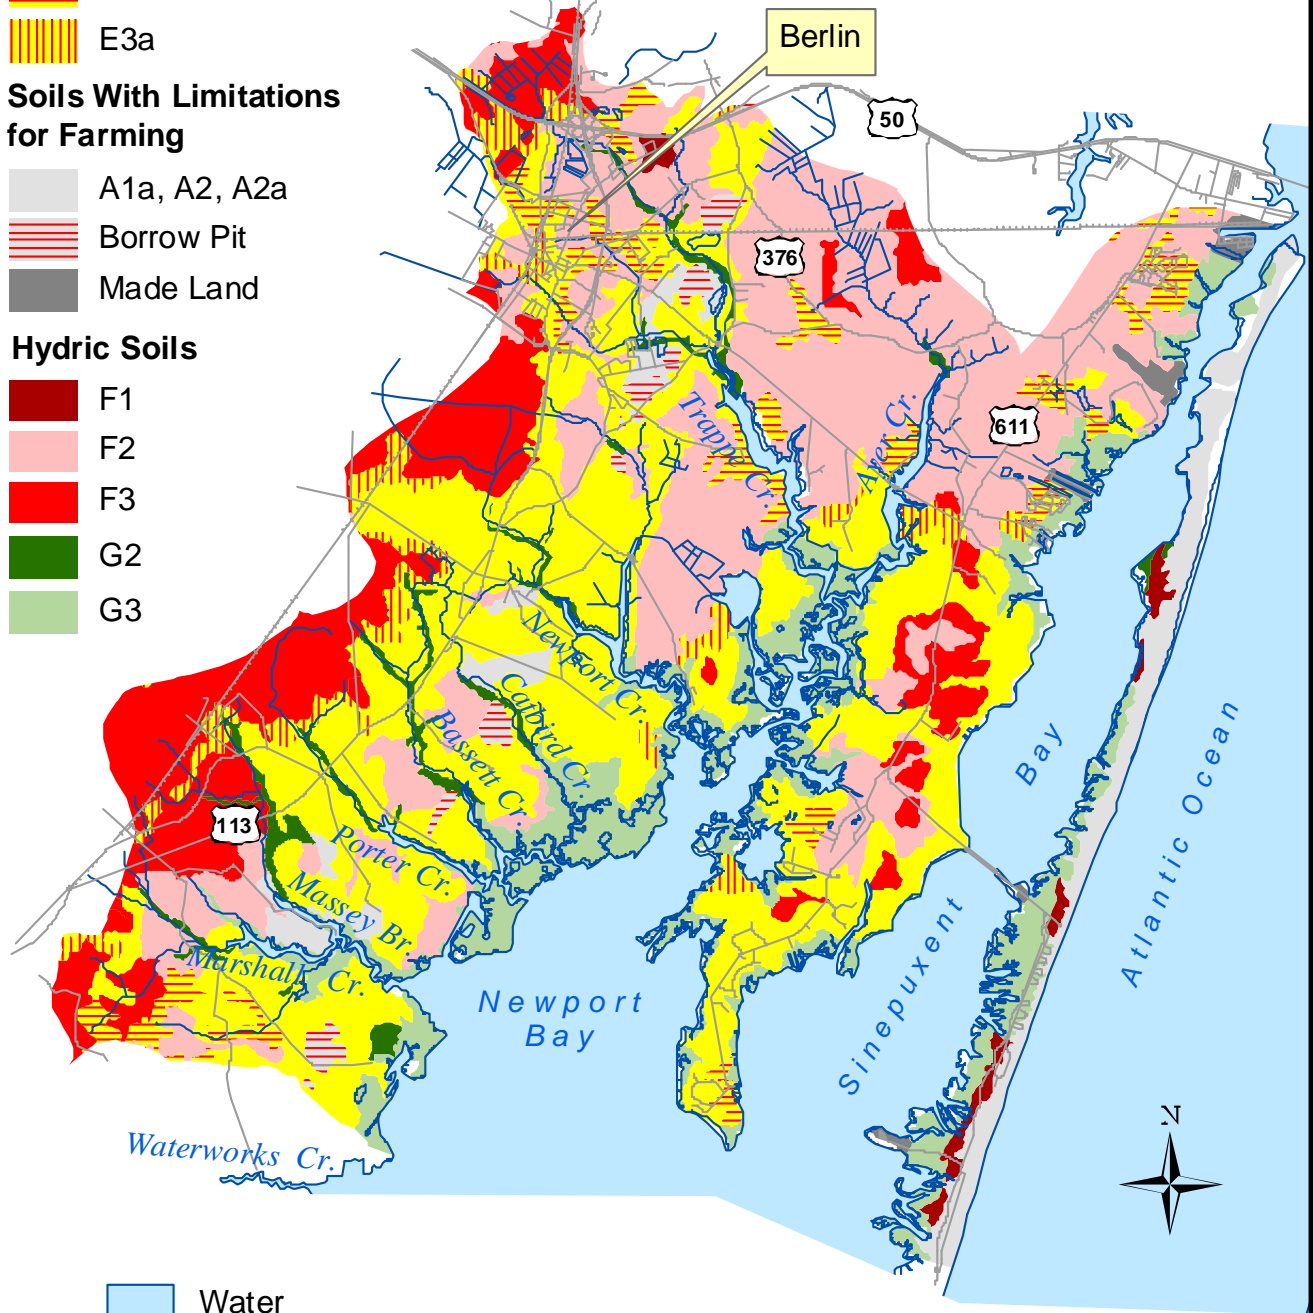 E3a
Soils With Limitations
for Farming
A1a, A2, A2a
Borrow Pit
Made Land
Hydric Soils
F1
F2
F3
G2
G3
Berlin
50
376
611
Trappe Cr.
Ayer Cr.
Newport Cr.
Catbird Cr.
Bassett Cr.
Porter Cr.
113
Massey Br.
Marshall Cr.
Newport
Bay
Sinepuxent Bay
Atlantic Ocean
Waterworks Cr.
N
Water